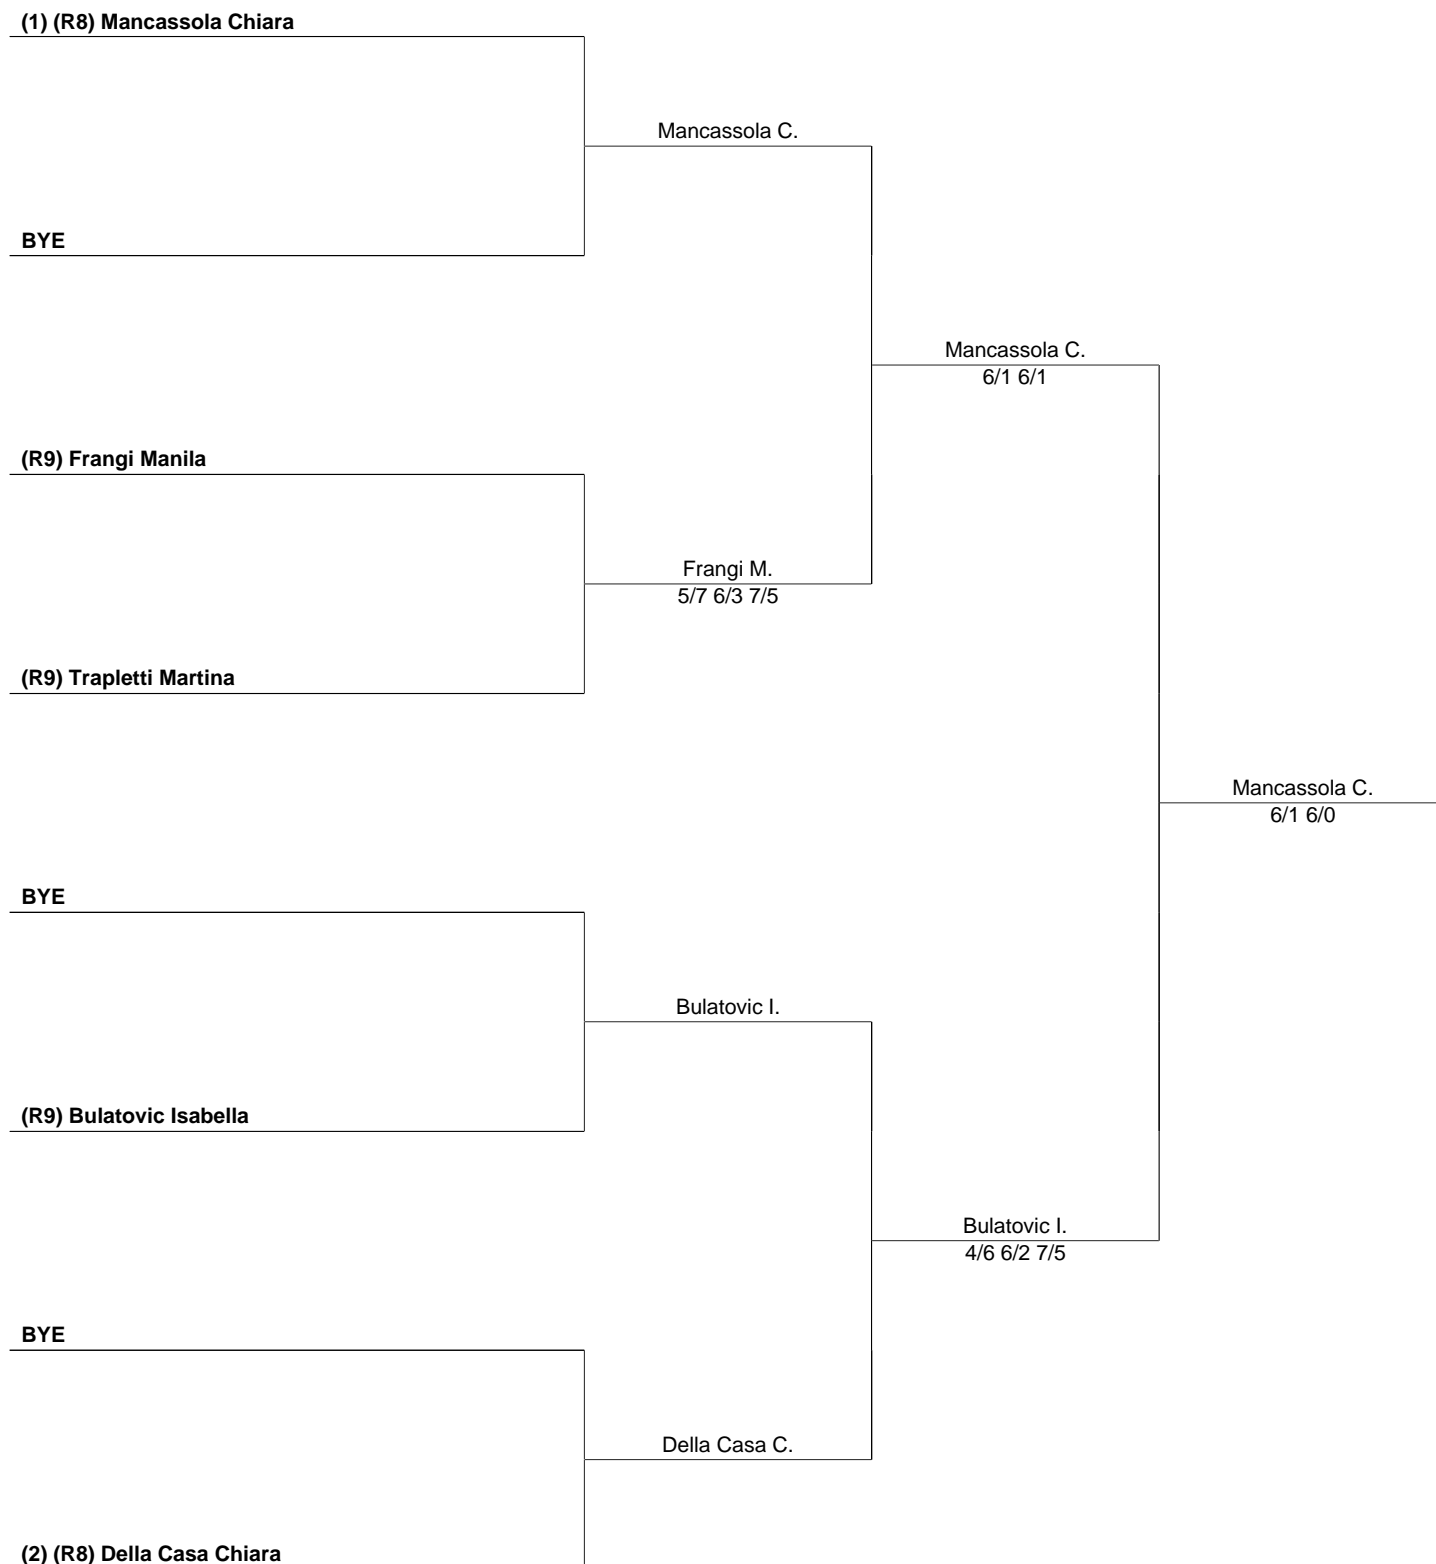 (1) (R8) Mancassola Chiara
Mancassola C.
BYE
Mancassola C.
6/1 6/1
(R9) Frangi Manila
Frangi M.
5/7 6/3 7/5
(R9) Trapletti Martina
Mancassola C.
6/1 6/0
BYE
Bulatovic I.
(R9) Bulatovic Isabella
Bulatovic I.
4/6 6/2 7/5
BYE
Della Casa C.
(2) (R8) Della Casa Chiara